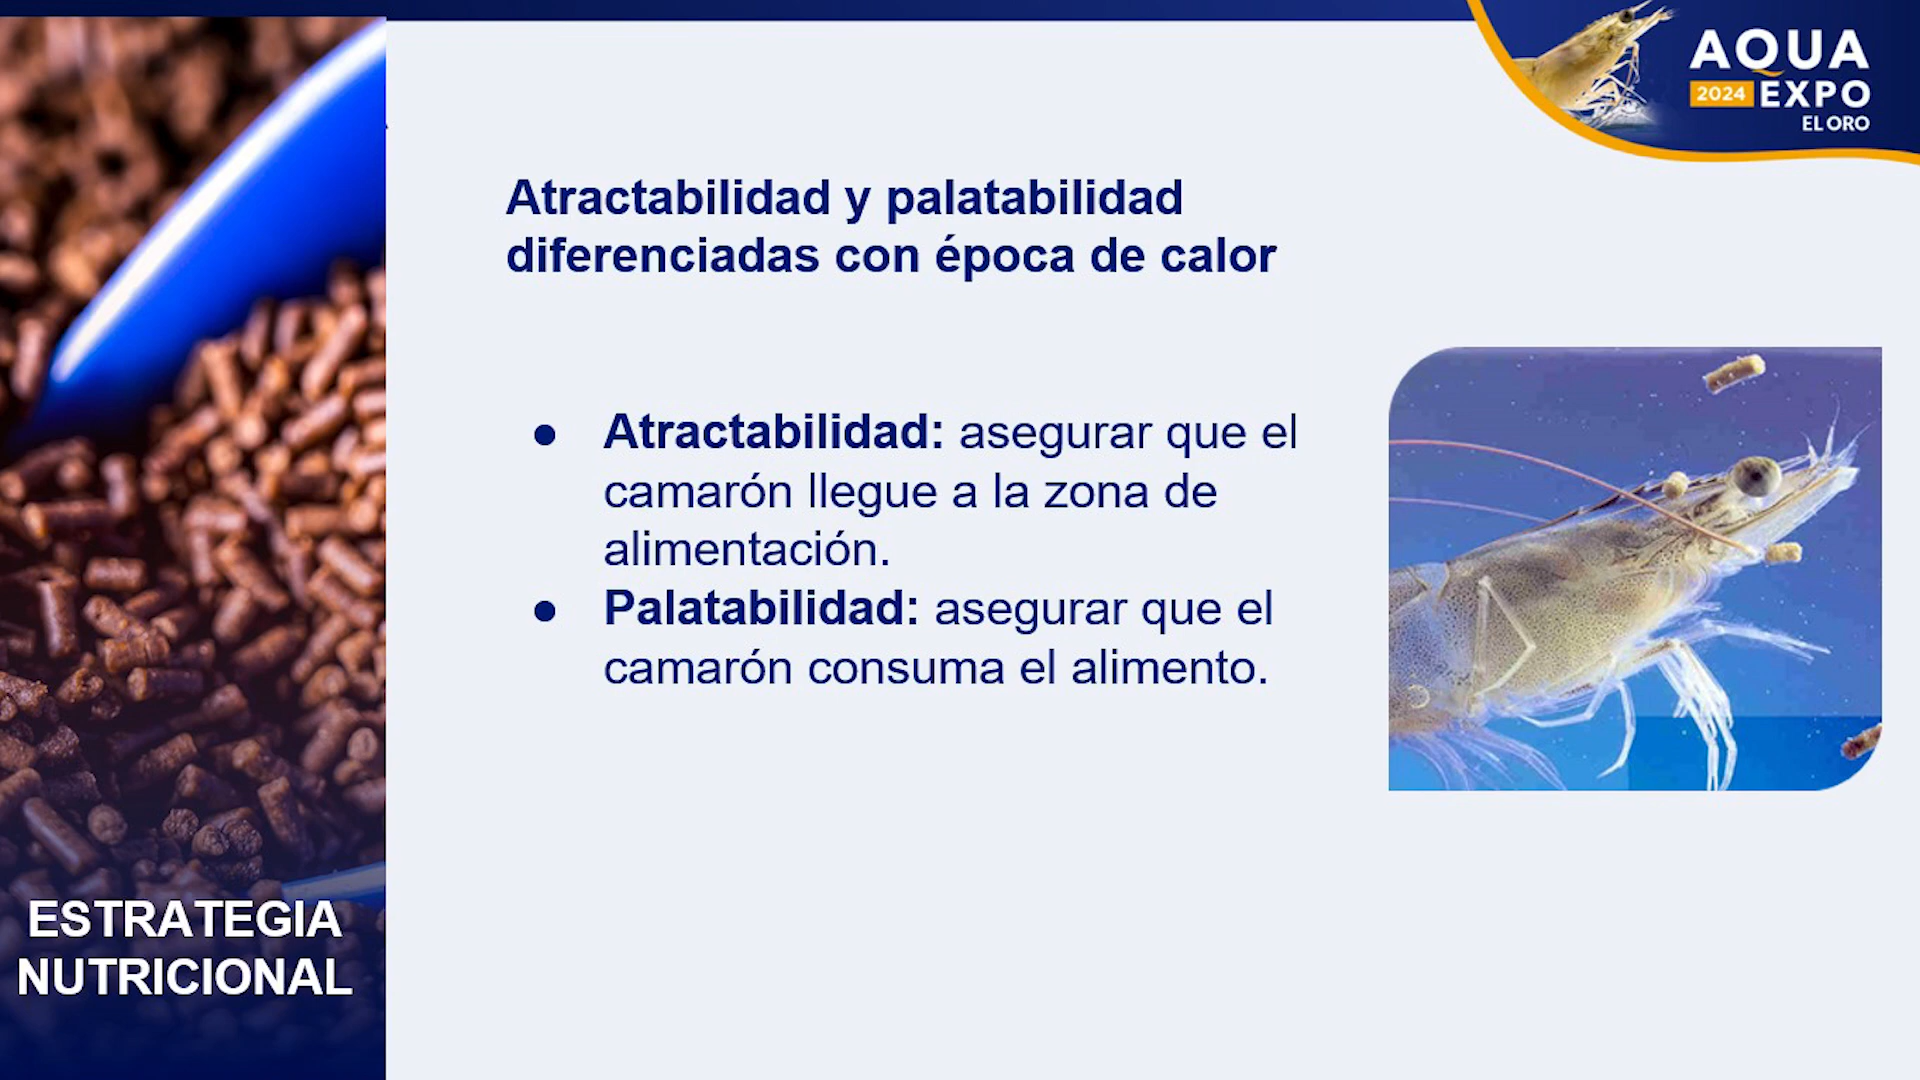 AQUA
2024 EXPO
EL ORO
Atractabilidad y palatabilidad
diferenciadas con época de calor
● Atractabilidad: asegurar que el
camarón llegue a la zona de
alimentación.
● Palatabilidad: asegurar que el
camarón consuma el alimento.
ESTRATEGIA
NUTRICIONAL